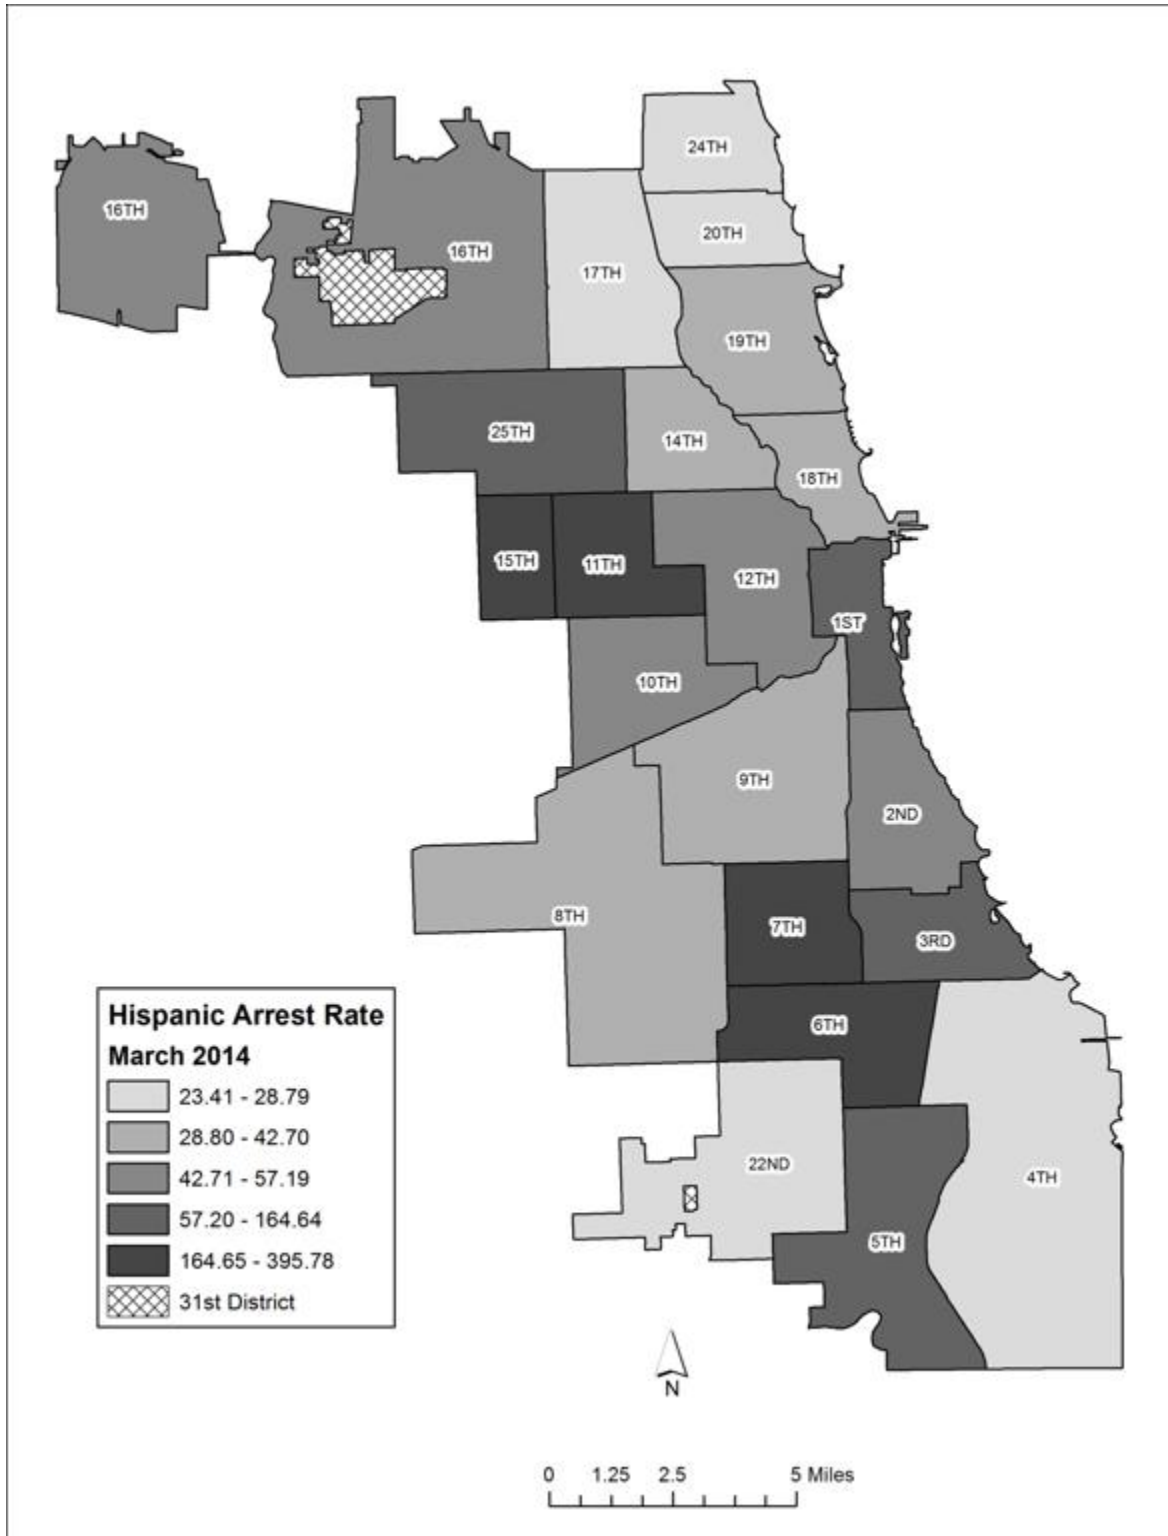 24TH
16TH
20TH
16TH
17TH
19TH
25TH
14TH
18TH
15TH
11TH
12TH
1ST
10TH
9TH
2ND
8TH
7TH
3RD
6TH
22ND
4TH
5TH
Hispanic Arrest Rate
March 2014
23.41 - 28.79
28.80 - 42.70
42.71 - 57.19
57.20 - 164.64
164.65 - 395.78
31st District
N
0 1.25 2.5 5 Miles